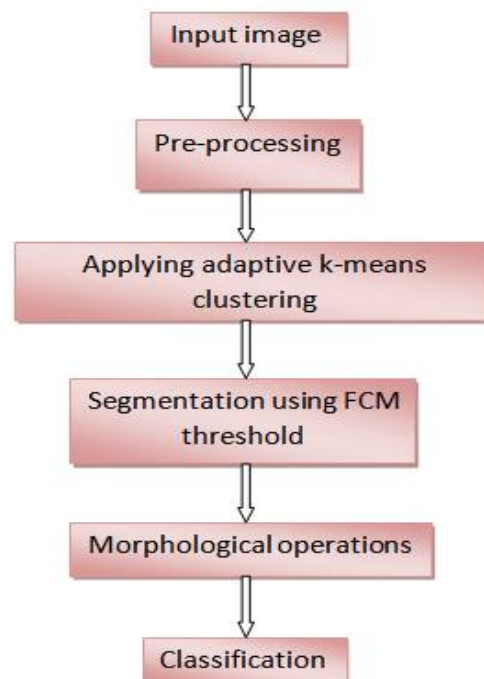 Input image
Pre-processing
Applying adaptive k-means
clustering
Segmentation using FCM
threshold
Morphological operations
Classification